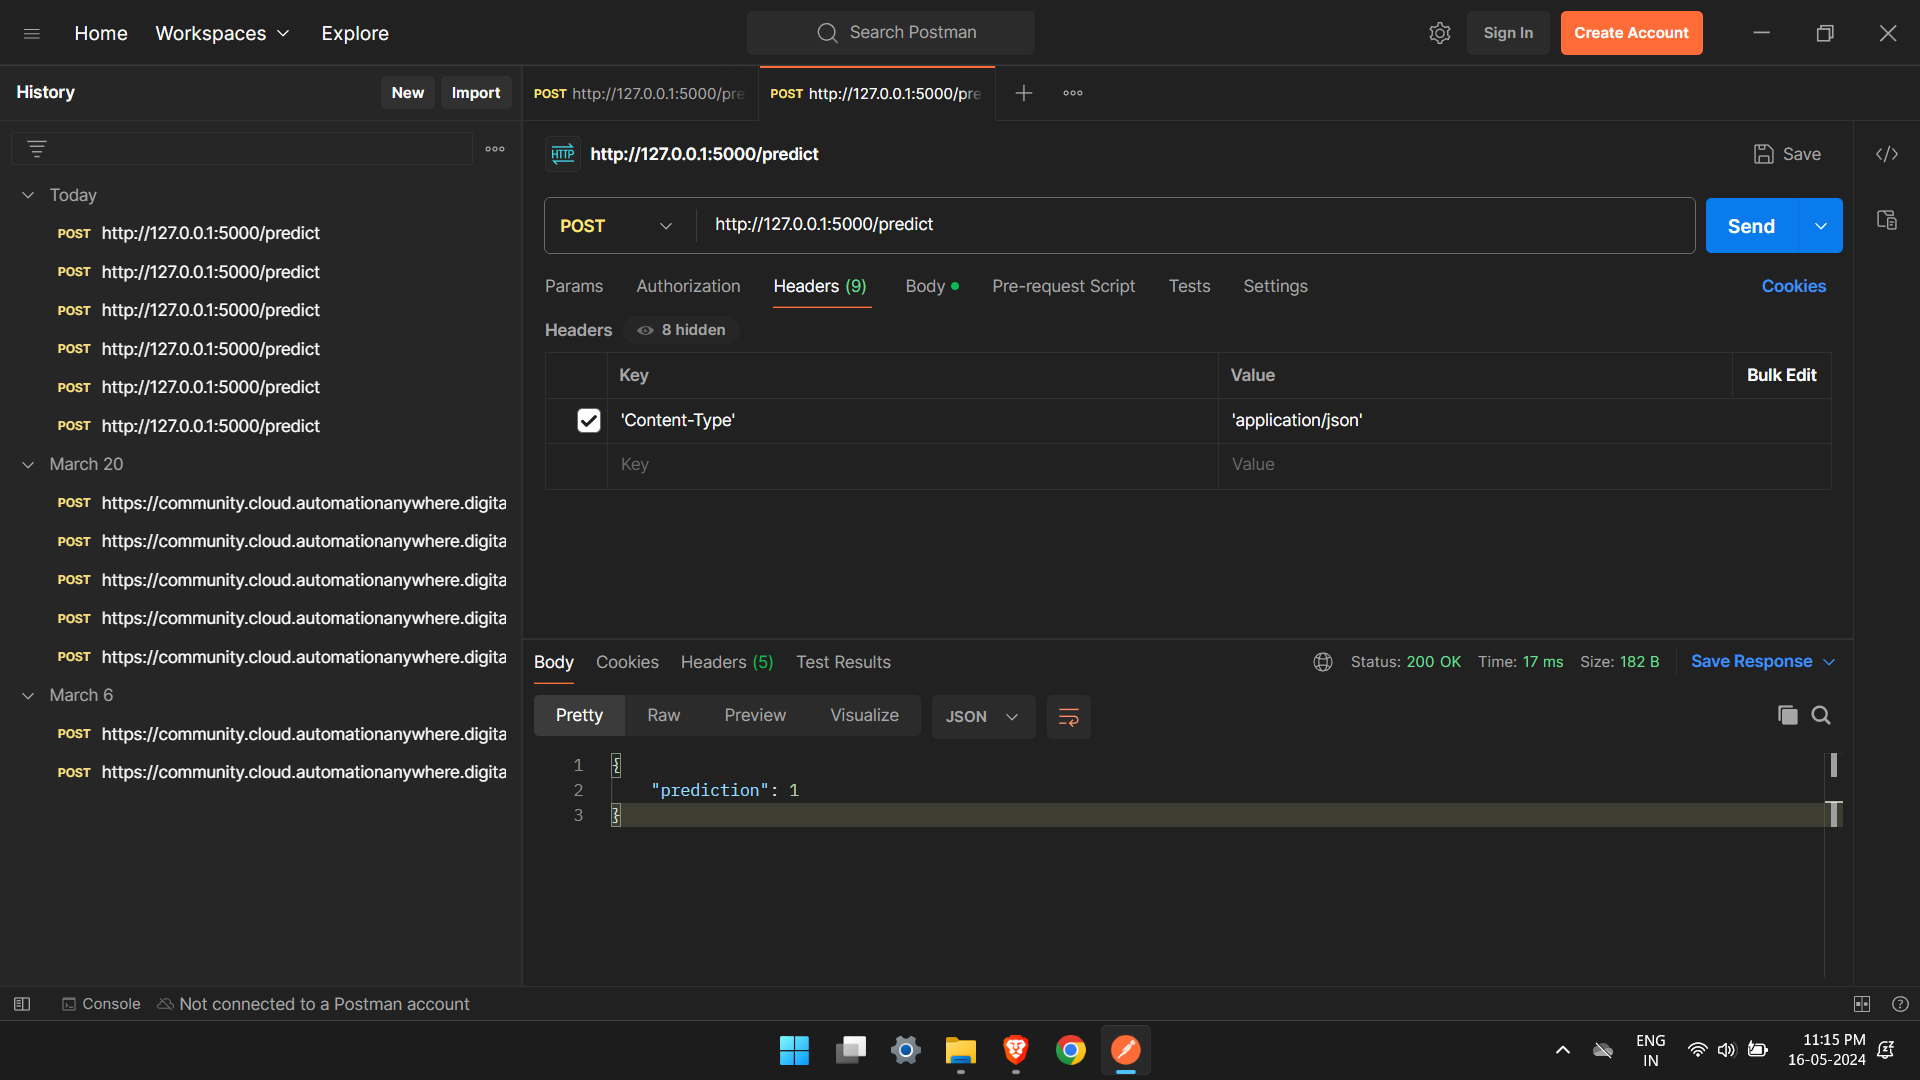 Home Workspaces Explore Search Postman Sign In Create Account
History New Import
POST http://127.0.0.1:5000/pre POST http://127.0.0.1:5000/pre
HTTP http://127.0.0.1:5000/predict Save
Today
POST http://127.0.0.1:5000/predict
POST http://127.0.0.1:5000/predict
POST http://127.0.0.1:5000/predict
POST http://127.0.0.1:5000/predict
POST http://127.0.0.1:5000/predict
POST http://127.0.0.1:5000/predict
March 20
POST https://community.cloud.automationanywhere.digita
POST https://community.cloud.automationanywhere.digita
POST https://community.cloud.automationanywhere.digita
POST https://community.cloud.automationanywhere.digita
POST https://community.cloud.automationanywhere.digita
March 6
POST https://community.cloud.automationanywhere.digita
POST https://community.cloud.automationanywhere.digita
POST http://127.0.0.1:5000/predict Send
Params Authorization Headers (9) Body Pre-request Script Tests Settings Cookies
Headers 8 hidden
Key Value Bulk Edit
'Content-Type' 'application/json'
Key Value
Body Cookies Headers (5) Test Results Status: 200 OK Time: 17 ms Size: 182 B Save Response
Pretty Raw Preview Visualize JSON
1 {
2 "prediction": 1
3 }
Console Not connected to a Postman account
ENG
IN
11:15 PM
16-05-2024